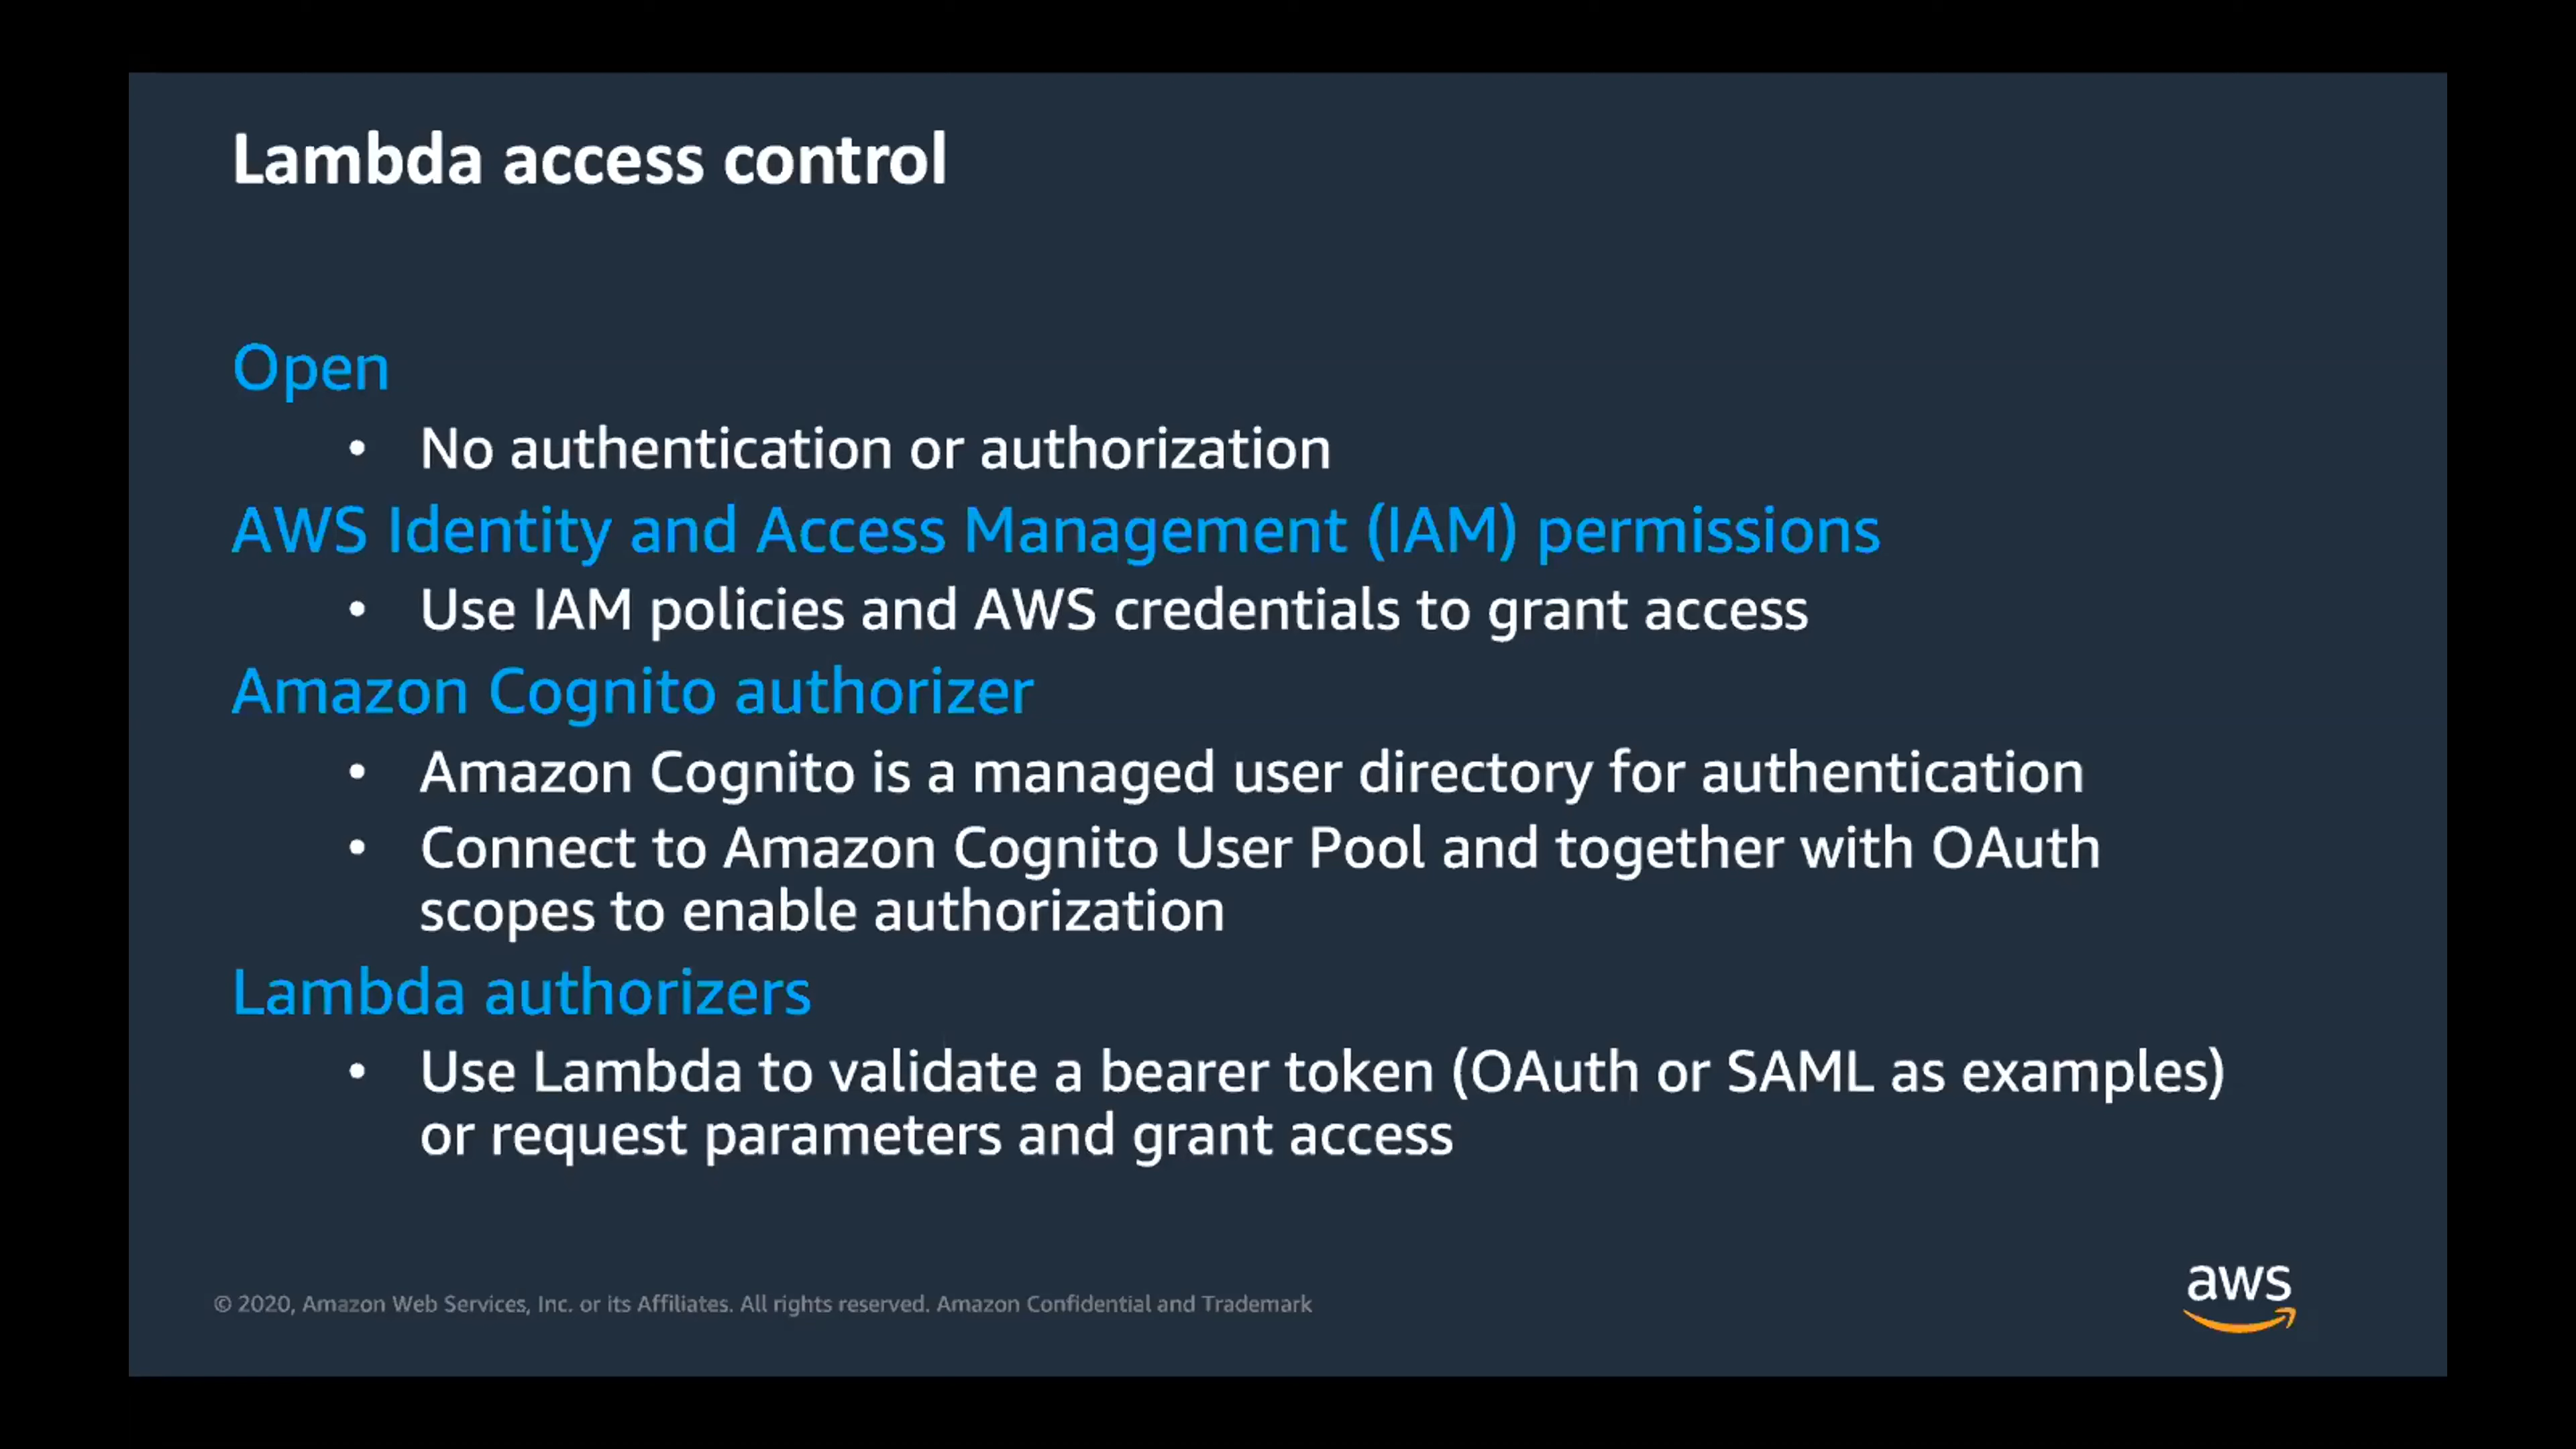 Lambda access control
Open
• No authentication or authorization
AWS Identity and Access Management (IAM) permissions
• Use IAM policies and AWS credentials to grant access
Amazon Cognito authorizer
• Amazon Cognito is a managed user directory for authentication
• Connect to Amazon Cognito User Pool and together with OAuth
scopes to enable authorization
Lambda authorizers
• Use Lambda to validate a bearer token (OAuth or SAML as examples)
or request parameters and grant access
© 2020, Amazon Web Services, Inc. or its Affiliates. All rights reserved. Amazon Confidential and Trademark
aws